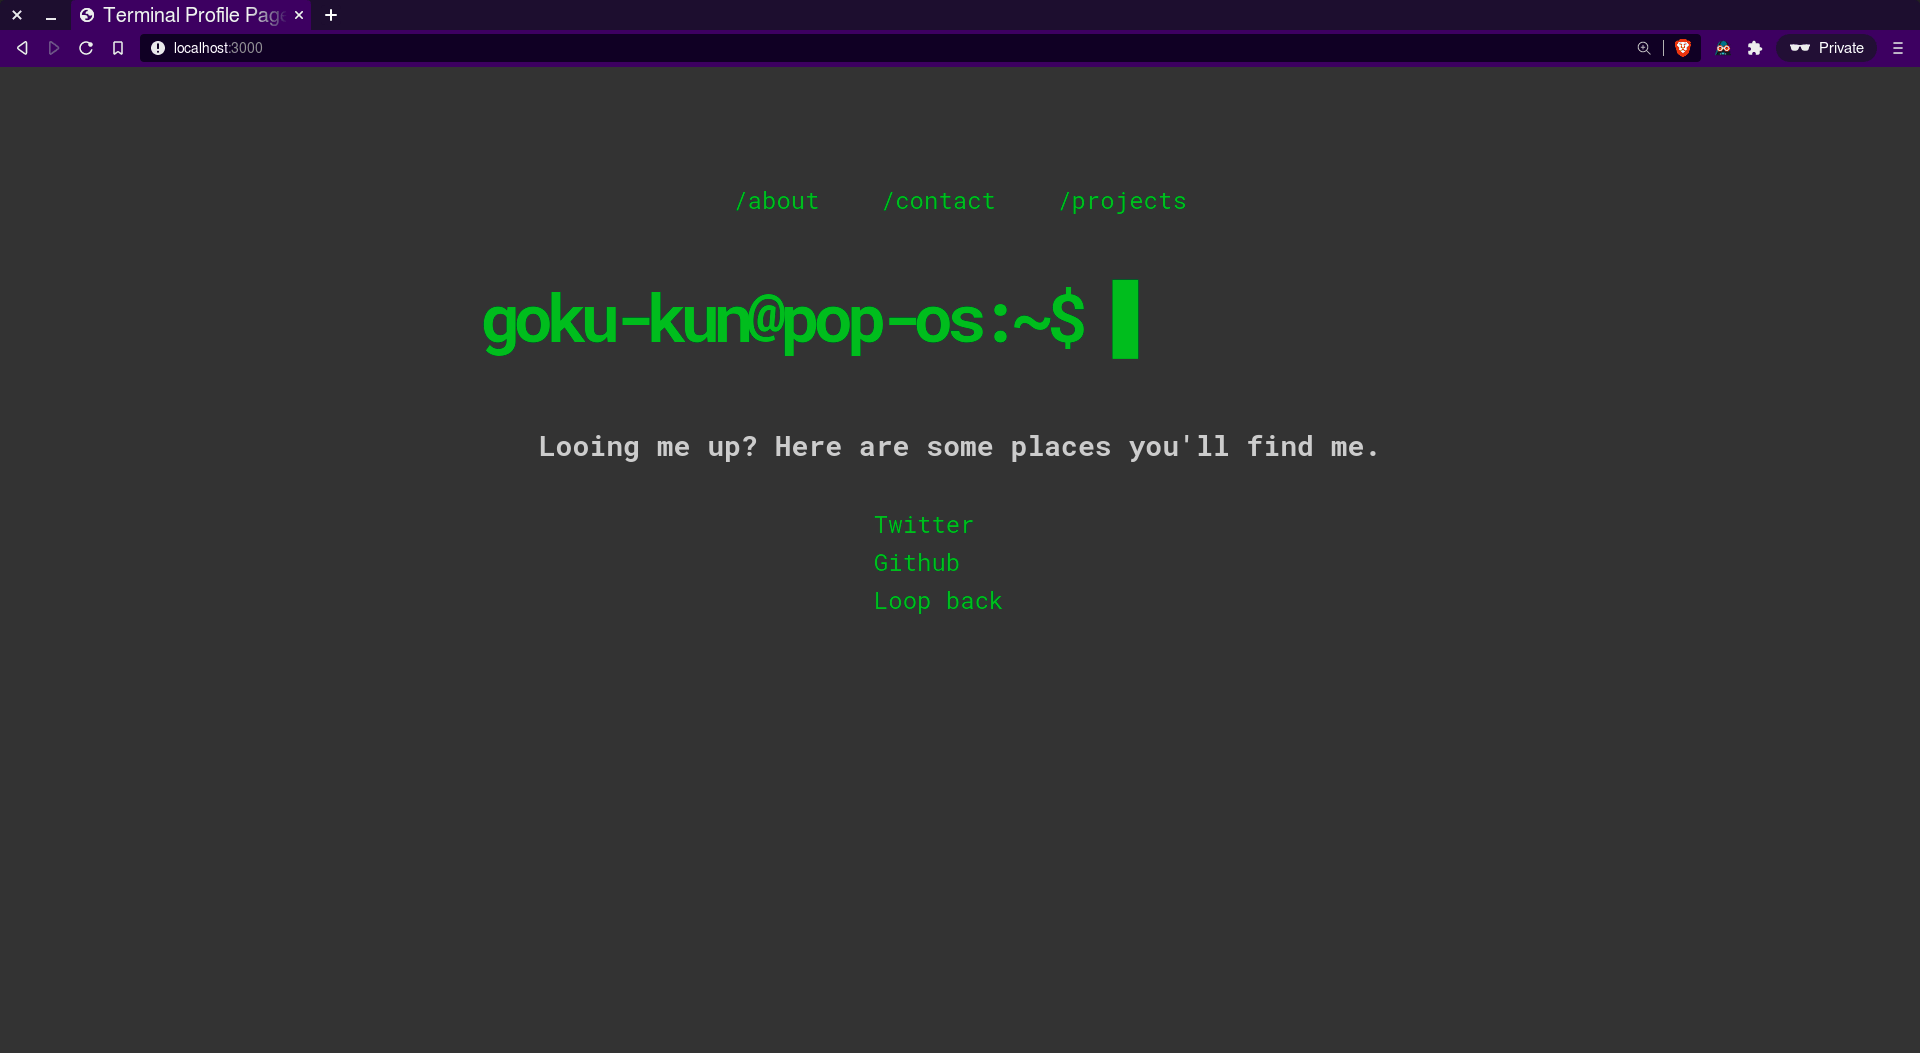 Terminal Profile Page
localhost:3000
Private
/about /contact /projects
goku-kun@pop-os:~$
Looing me up? Here are some places you'll find me.
Twitter
Github
Loop back